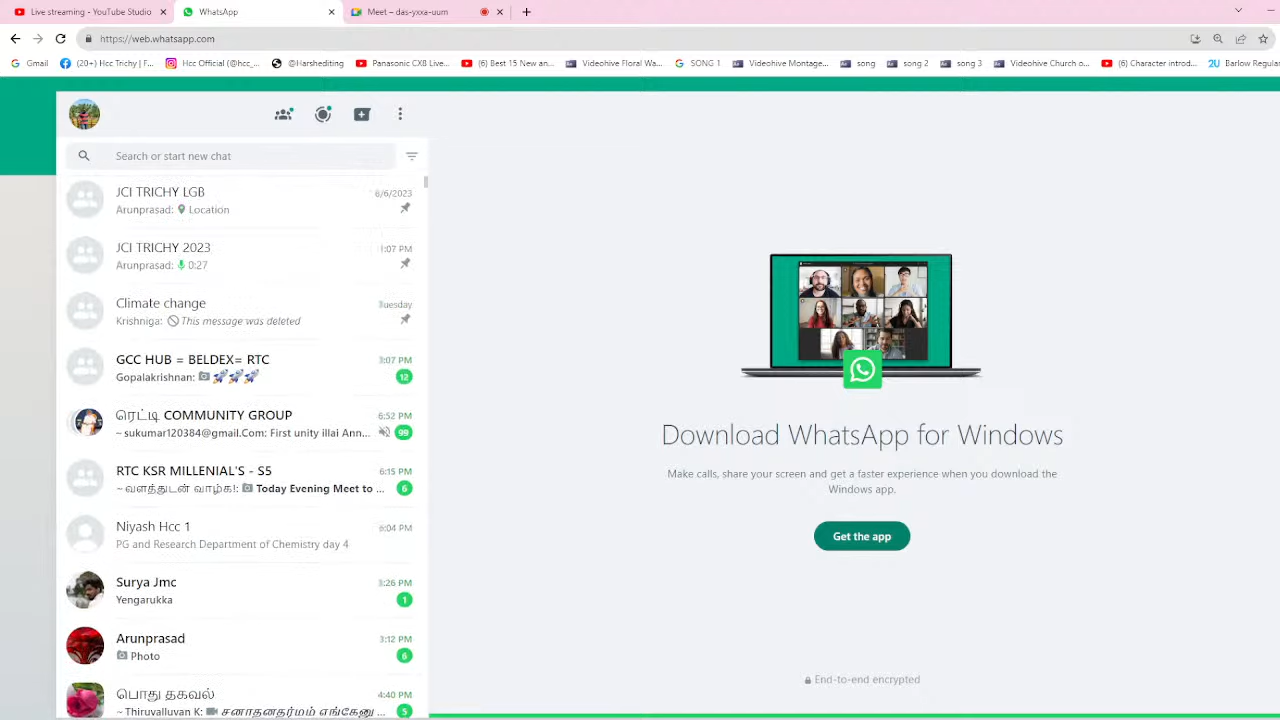 Live streaming - YouTube Studio
WhatsApp
Meet – das-yxxa-uum
https://web.whatsapp.com
Gmail
(20+) Hcc Trichy | F...
Hcc Official (@hcc_...
@Harshediting
Panasonic CX8 Live...
(6) Best 15 New an...
Videohive Floral Wa...
SONG 1
Videohive Montage...
song
song 2
song 3
Videohive Church o...
(6) Character introd...
Barlow Regular
Search or start new chat
JCI TRICHY LGB
6/6/2023
Arunprasad: Location
JCI TRICHY 2023
1:07 PM
Arunprasad: 0:27
Climate change
Tuesday
Krishniga: This message was deleted
GCC HUB = BELDEX= RTC
3:07 PM
Gopalakrishnan: 🚀🚀🚀
12
ரெட்டி COMMUNITY GROUP
6:52 PM
~ sukumar120384@gmail.Com: First unity illai Ann...
99
RTC KSR MILLENIAL'S - S5
6:15 PM
~ வளத்துடன் வாழ்க!: Today Evening Meet to ...
6
Niyash Hcc 1
6:04 PM
PG and Research Department of Chemistry day 4
Surya Jmc
3:26 PM
Yengarukka
1
Arunprasad
3:12 PM
Photo
6
பொது தகவல்
4:40 PM
~ Thiruvalluvan K: சனாதனதர்மம் எங்கேனு ...
5
Download WhatsApp for Windows
Make calls, share your screen and get a faster experience when you download the
Windows app.
Get the app
End-to-end encrypted